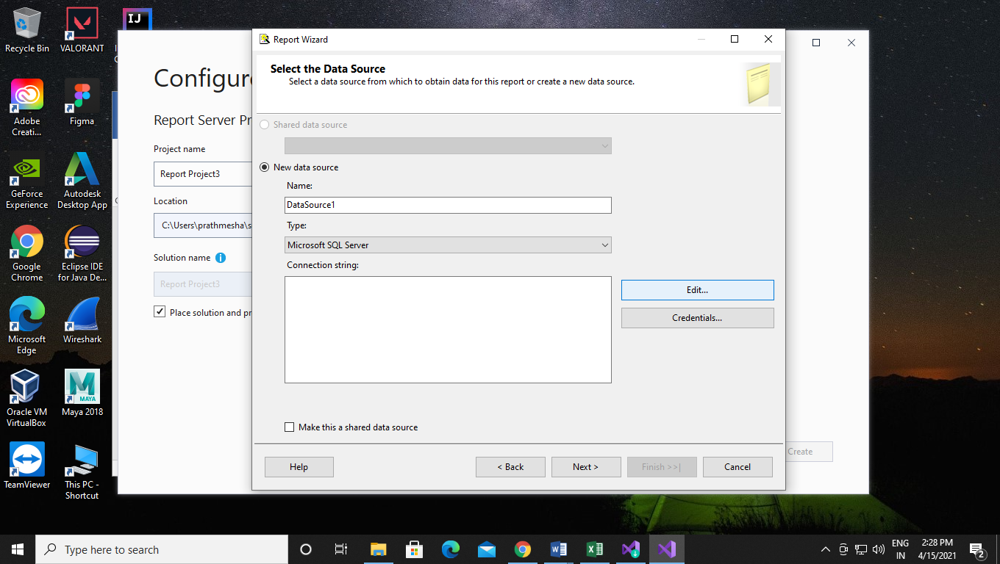 Recycle Bin
VALORANT
IJ
Adobe
Creati...
Figma
GeForce
Experience
Autodesk
Desktop App
Google
Chrome
Eclipse IDE
for Java De...
Microsoft
Edge
Wireshark
Oracle VM
VirtualBox
MAYA
Maya 2018
TeamViewer
This PC -
Shortcut
Configur
Report Server Pr
Project name
Report Project3
Location
C:\Users\prathmesha\s
Solution name
Report Project3
Place solution and pr
Create
Report Wizard
Select the Data Source
Select a data source from which to obtain data for this report or create a new data source.
Shared data source
New data source
Name:
DataSource1
Type:
Microsoft SQL Server
Connection string:
Edit...
Credentials...
Make this a shared data source
Help
< Back
Next >
Finish >>|
Cancel
Type here to search
ENG
IN
2:28 PM
4/15/2021
2